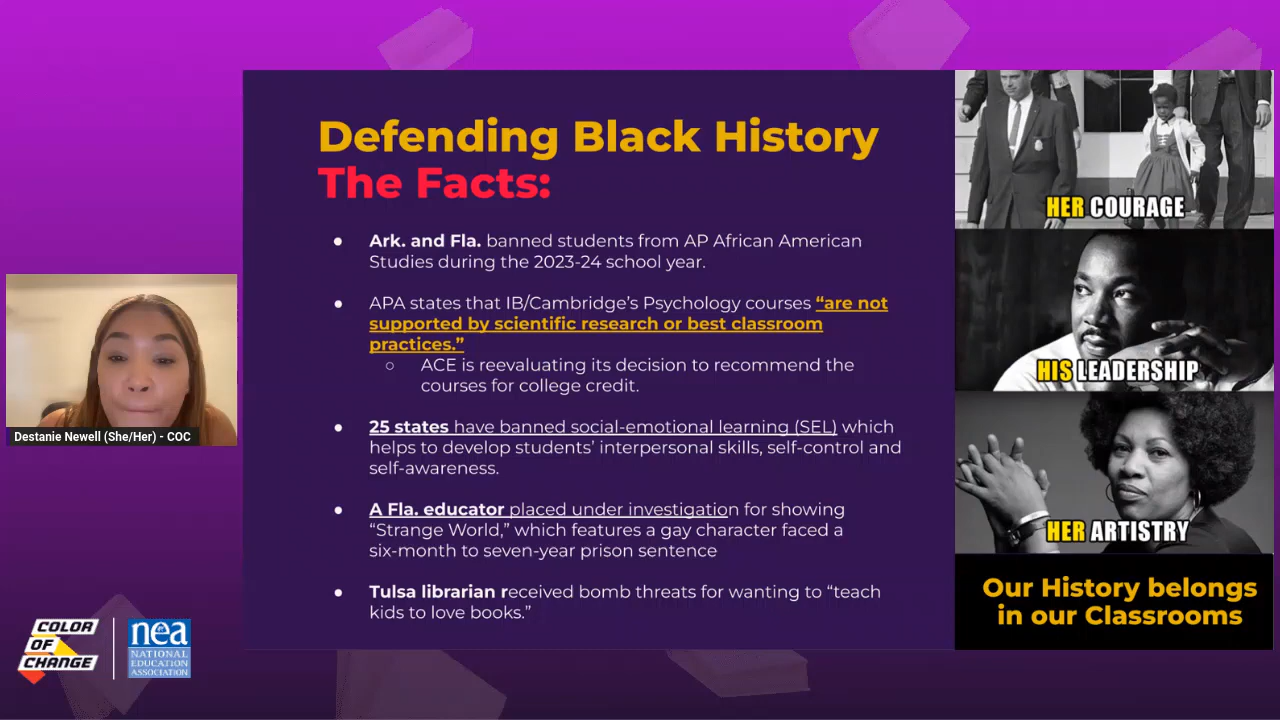 Defending Black History
The Facts:
● Ark. and Fla. banned students from AP African American
Studies during the 2023-24 school year.
● APA states that IB/Cambridge’s Psychology courses “are not
supported by scientific research or best classroom
practices.”
○ ACE is reevaluating its decision to recommend the
courses for college credit.
● 25 states have banned social-emotional learning (SEL) which
helps to develop students’ interpersonal skills, self-control and
self-awareness.
● A Fla. educator placed under investigation for showing
“Strange World,” which features a gay character faced a
six-month to seven-year prison sentence
● Tulsa librarian received bomb threats for wanting to “teach
kids to love books.”
HER COURAGE
HIS LEADERSHIP
HER ARTISTRY
Our History belongs
in our Classrooms
Destanie Newell (She/Her) - COC
COLOR
OF
CHANGE
nea
NATIONAL
EDUCATION
ASSOCIATION